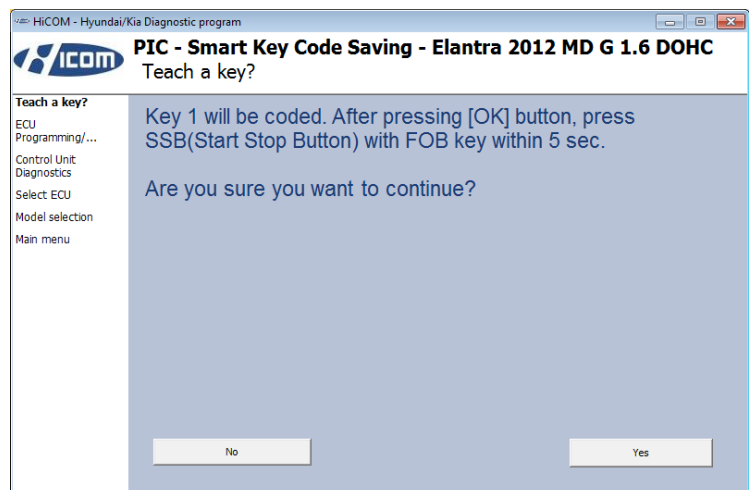 HiCOM - Hyundai/Kia Diagnostic program
HICOM
PIC - Smart Key Code Saving - Elantra 2012 MD G 1.6 DOHC
Teach a key?
Teach a key?
ECU
Programming/...
Control Unit
Diagnostics
Select ECU
Model selection
Main menu
Key 1 will be coded. After pressing [OK] button, press
SSB(Start Stop Button) with FOB key within 5 sec.
Are you sure you want to continue?
No
Yes